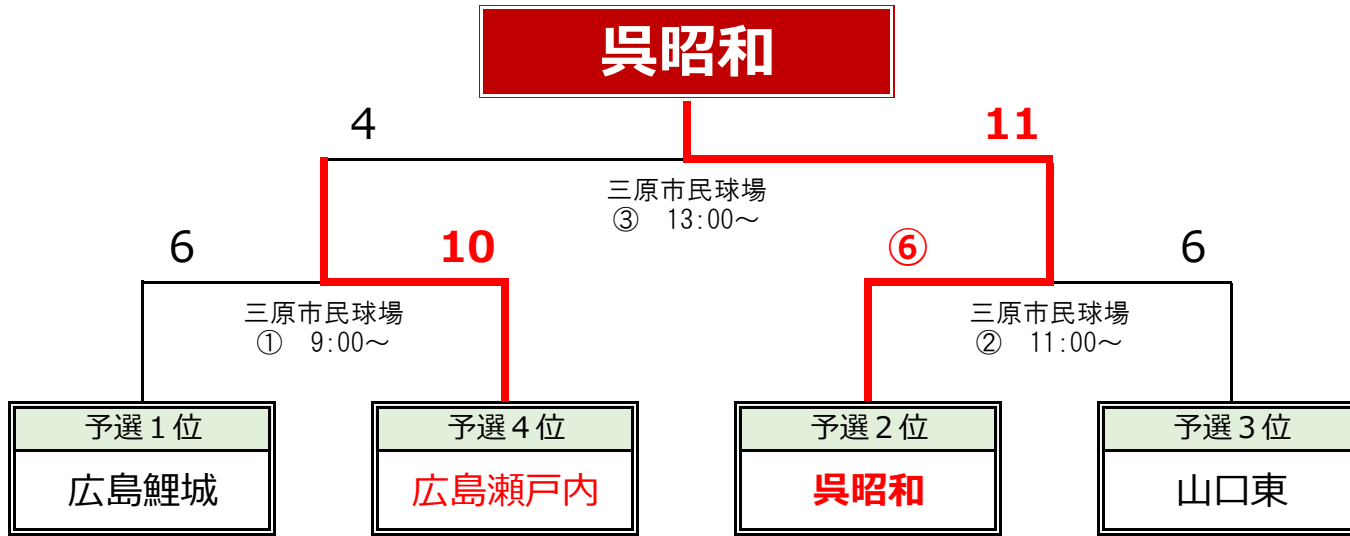 呉昭和
4
11
三原市民球場
③ 13:00～
6
10
⑥
6
三原市民球場
① 9:00～
三原市民球場
② 11:00～
予選１位
予選４位
予選２位
予選３位
広島鯉城
広島瀬戸内
呉昭和
山口東